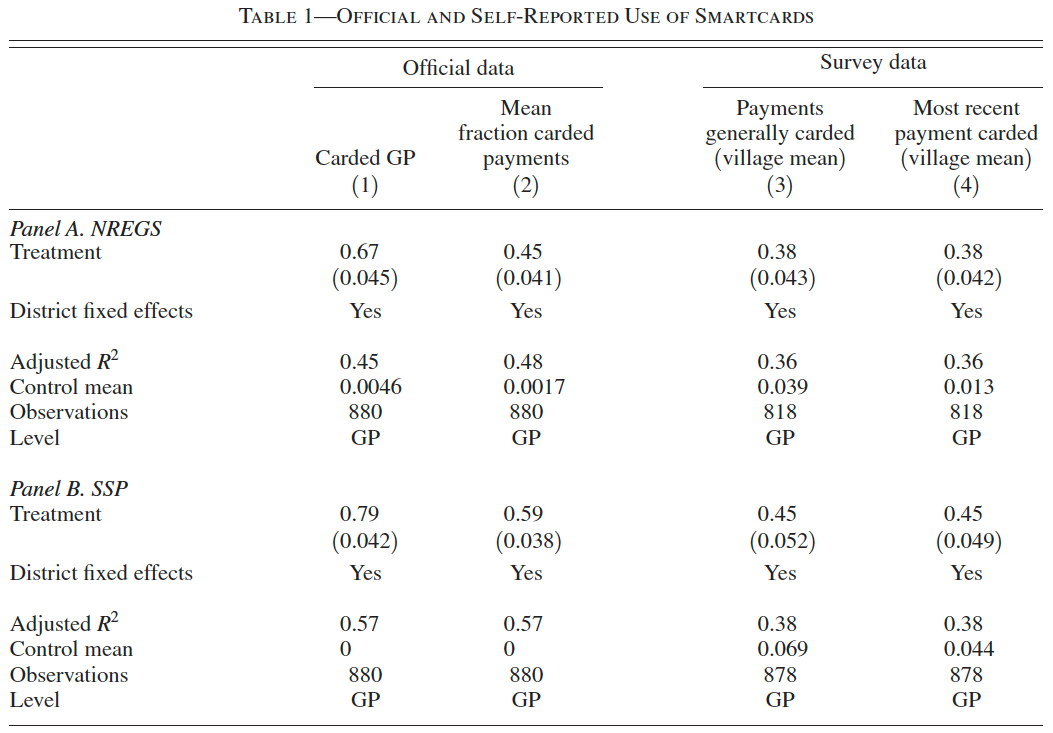 TABLE 1—OFFICIAL AND SELF-REPORTED USE OF SMARTCARDS
Official data Survey data
Mean Payments Most recent
fraction carded generally carded payment carded
Carded GP payments (village mean) (village mean)
(1) (2) (3) (4)
Panel A. NREGS
Treatment 0.67 0.45 0.38 0.38
(0.045) (0.041) (0.043) (0.042)
District fixed effects Yes Yes Yes Yes
Adjusted R² 0.45 0.48 0.36 0.36
Control mean 0.0046 0.0017 0.039 0.013
Observations 880 880 818 818
Level GP GP GP GP
Panel B. SSP
Treatment 0.79 0.59 0.45 0.45
(0.042) (0.038) (0.052) (0.049)
District fixed effects Yes Yes Yes Yes
Adjusted R² 0.57 0.57 0.38 0.38
Control mean 0 0 0.069 0.044
Observations 880 880 878 878
Level GP GP GP GP